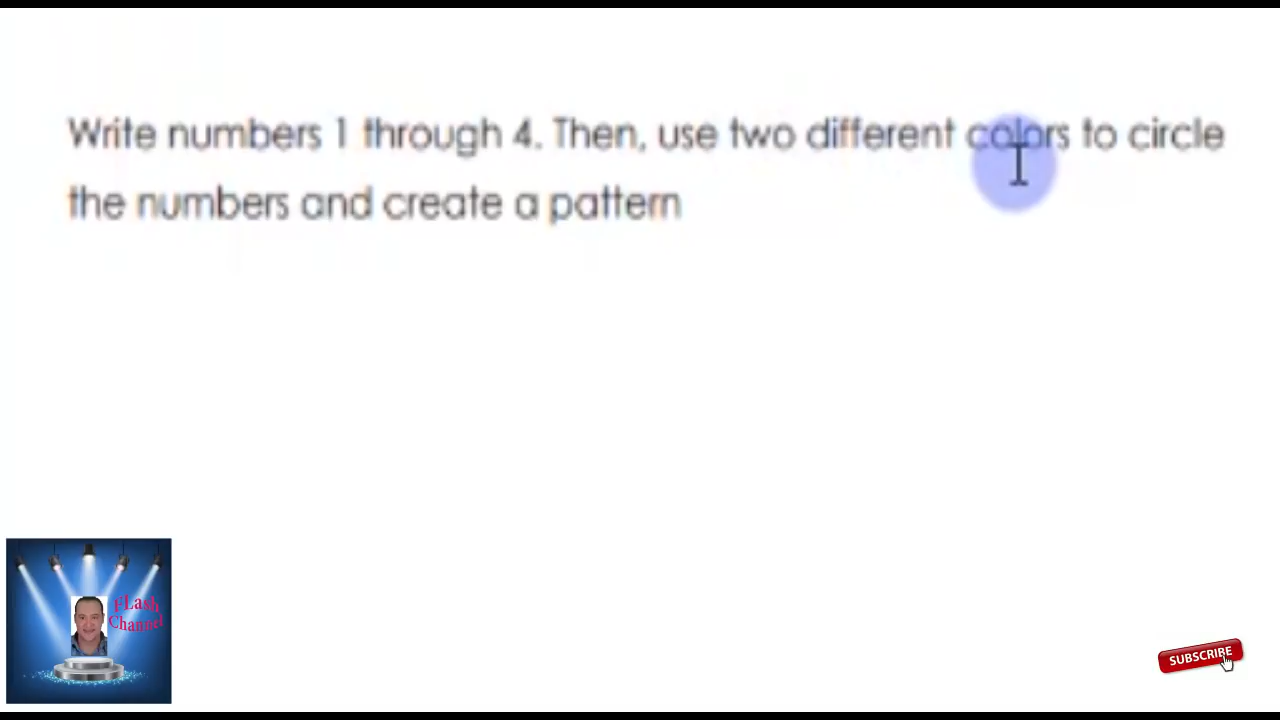 Write numbers 1 through 4. Then, use two different colors to circle
the numbers and create a pattern
FLash
Channel
SUBSCRIBE